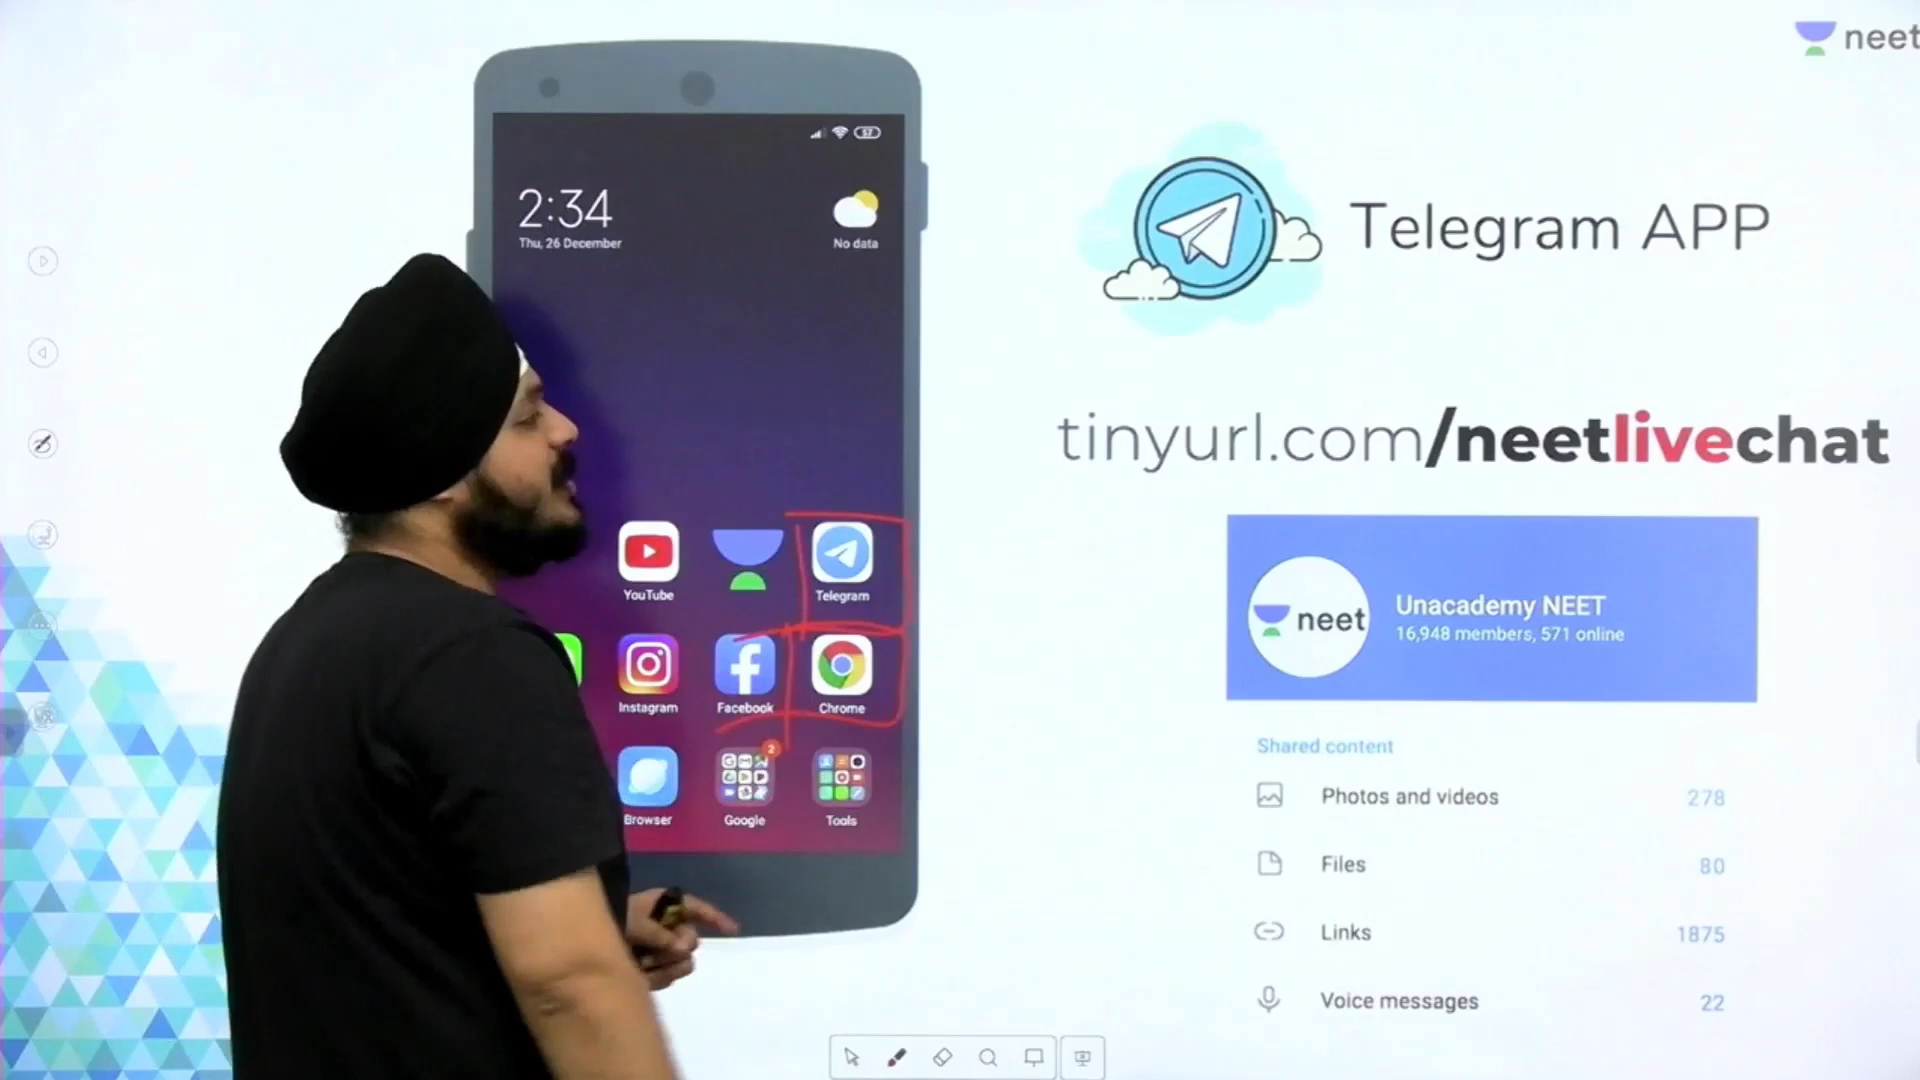 neet
57
2:34
Thu, 26 December
No data
Telegram APP
tinyurl.com/neetlivechat
YouTube
Telegram
Instagram
Facebook
Chrome
2
Browser
Google
Tools
neet
Unacademy NEET
16,948 members, 571 online
Shared content
Photos and videos 278
Files 80
Links 1875
Voice messages 22